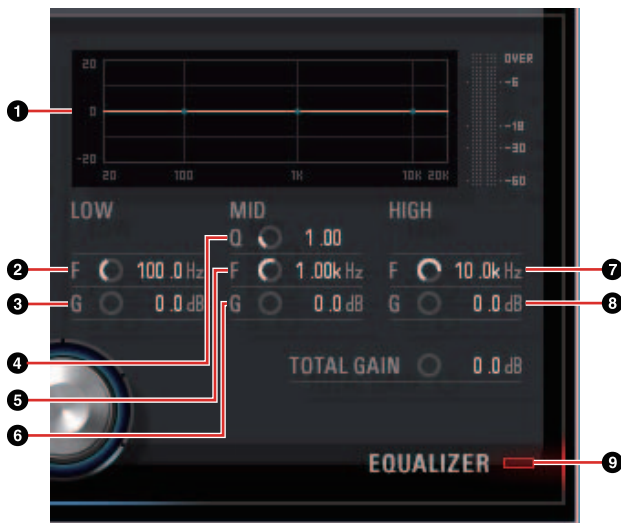 20
0
-20
20 100 1K 10K 20K
OVER
-6
-18
-30
-60
LOW MID HIGH
Q 1.00
F 100.0 Hz F 1.00k Hz F 10.0k Hz
G 0.0 dB G 0.0 dB G 0.0 dB
TOTAL GAIN 0.0 dB
EQUALIZER
1
2
3
4
5
6
7
8
9